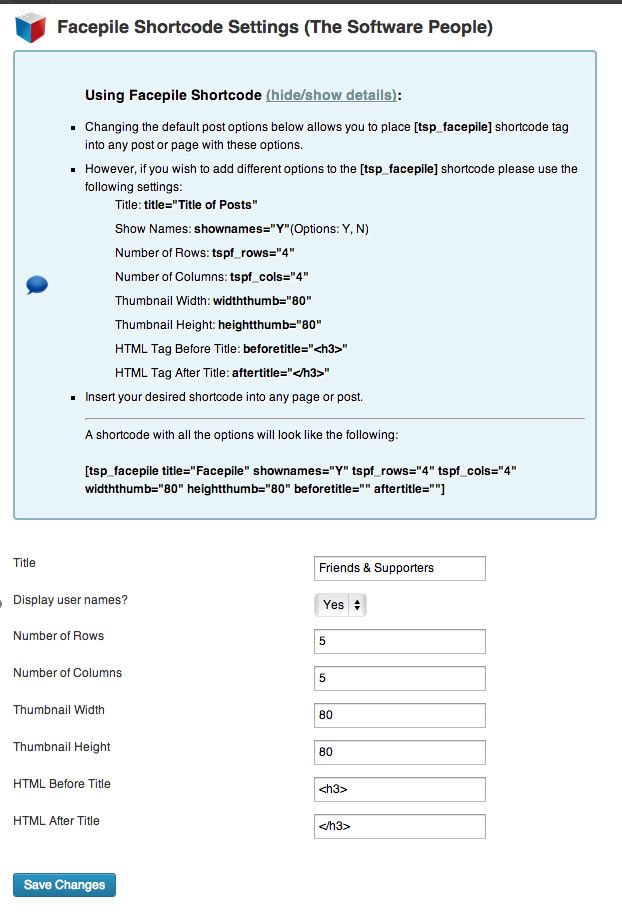 Facepile Shortcode Settings (The Software People)
Using Facepile Shortcode (hide/show details):
Changing the default post options below allows you to place [tsp_facepile] shortcode tag
into any post or page with these options.
However, if you wish to add different options to the [tsp_facepile] shortcode please use the
following settings:
Title: title="Title of Posts"
Show Names: shownames="Y"(Options: Y, N)
Number of Rows: tspf_rows="4"
Number of Columns: tspf_cols="4"
Thumbnail Width: widththumb="80"
Thumbnail Height: heightthumb="80"
HTML Tag Before Title: beforetitle="<h3>"
HTML Tag After Title: aftertitle="</h3>"
Insert your desired shortcode into any page or post.
A shortcode with all the options will look like the following:
[tsp_facepile title="Facepile" shownames="Y" tspf_rows="4" tspf_cols="4"
widththumb="80" heightthumb="80" beforetitle="" aftertitle=""]
Title Friends & Supporters
Display user names? Yes
Number of Rows 5
Number of Columns 5
Thumbnail Width 80
Thumbnail Height 80
HTML Before Title <h3>
HTML After Title </h3>
Save Changes